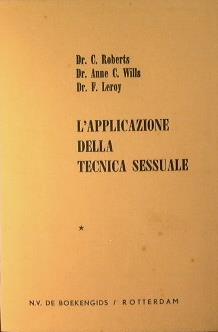 Dr. C. Roberts
Dr. Anne C. Wills
Dr. F. Leroy
L'APPLICAZIONE
DELLA
TECNICA SESSUALE
*
N.V. DE BOEKENGIDS / ROTTERDAM